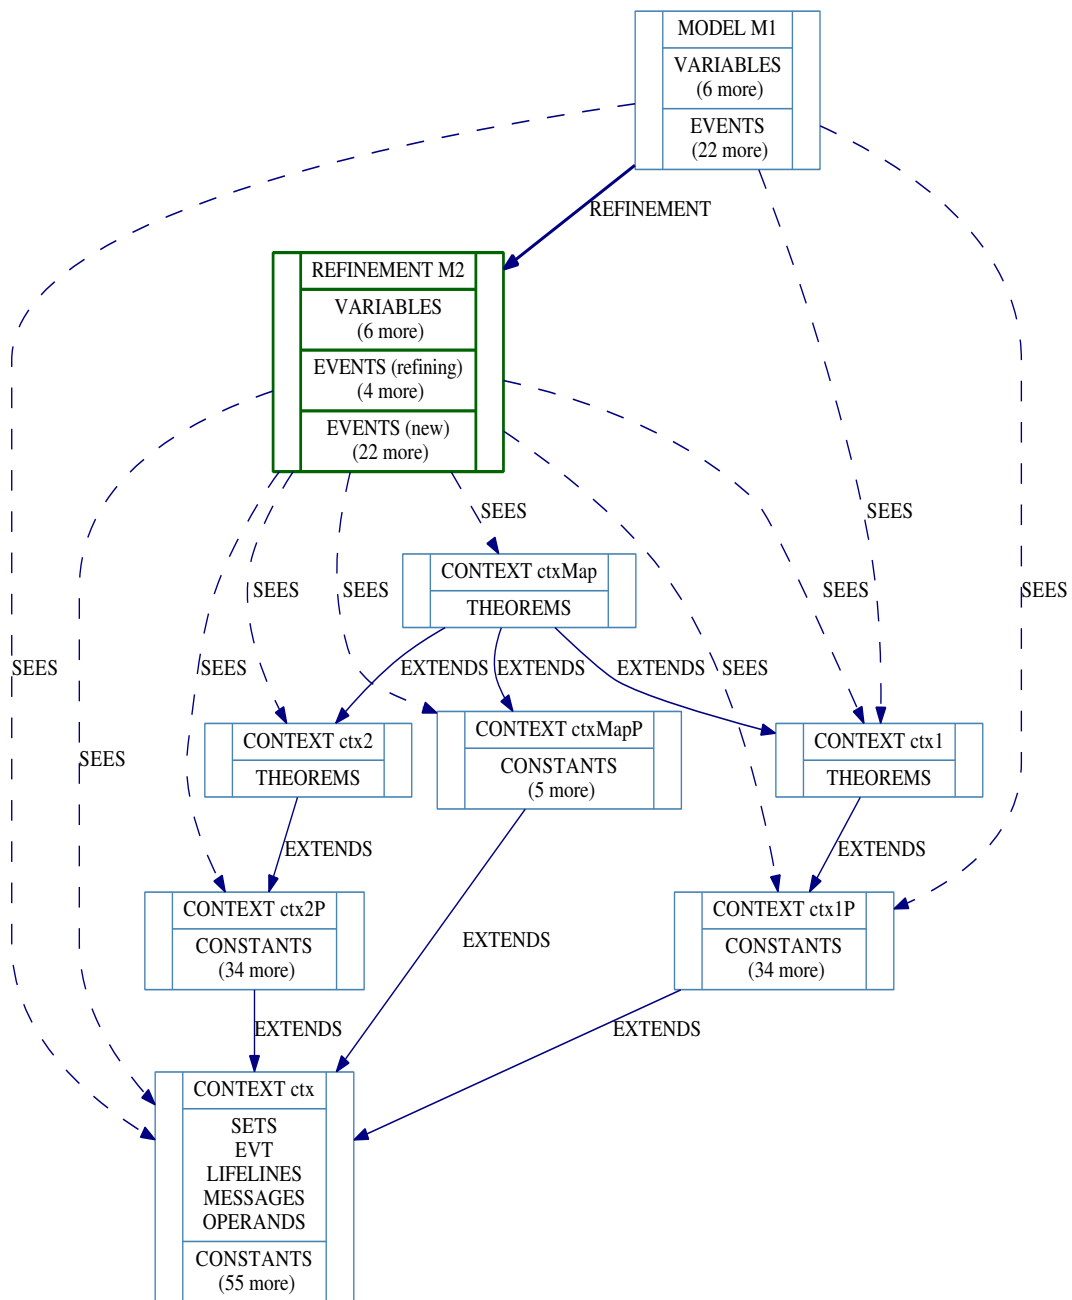 MODEL M1
VARIABLES
(6 more)
EVENTS
(22 more)
REFINEMENT
REFINEMENT M2
VARIABLES
(6 more)
EVENTS (refining)
(4 more)
EVENTS (new)
(22 more)
SEES
SEES
CONTEXT ctxMap
THEOREMS
SEES
SEES
SEES
SEES
SEES
SEES
EXTENDS
EXTENDS
EXTENDS
SEES
CONTEXT ctx2
THEOREMS
CONTEXT ctxMapP
CONSTANTS
(5 more)
CONTEXT ctx1
THEOREMS
SEES
EXTENDS
EXTENDS
CONTEXT ctx2P
CONSTANTS
(34 more)
EXTENDS
CONTEXT ctx1P
CONSTANTS
(34 more)
EXTENDS
EXTENDS
CONTEXT ctx
SETS
EVT
LIFELINES
MESSAGES
OPERANDS
CONSTANTS
(55 more)